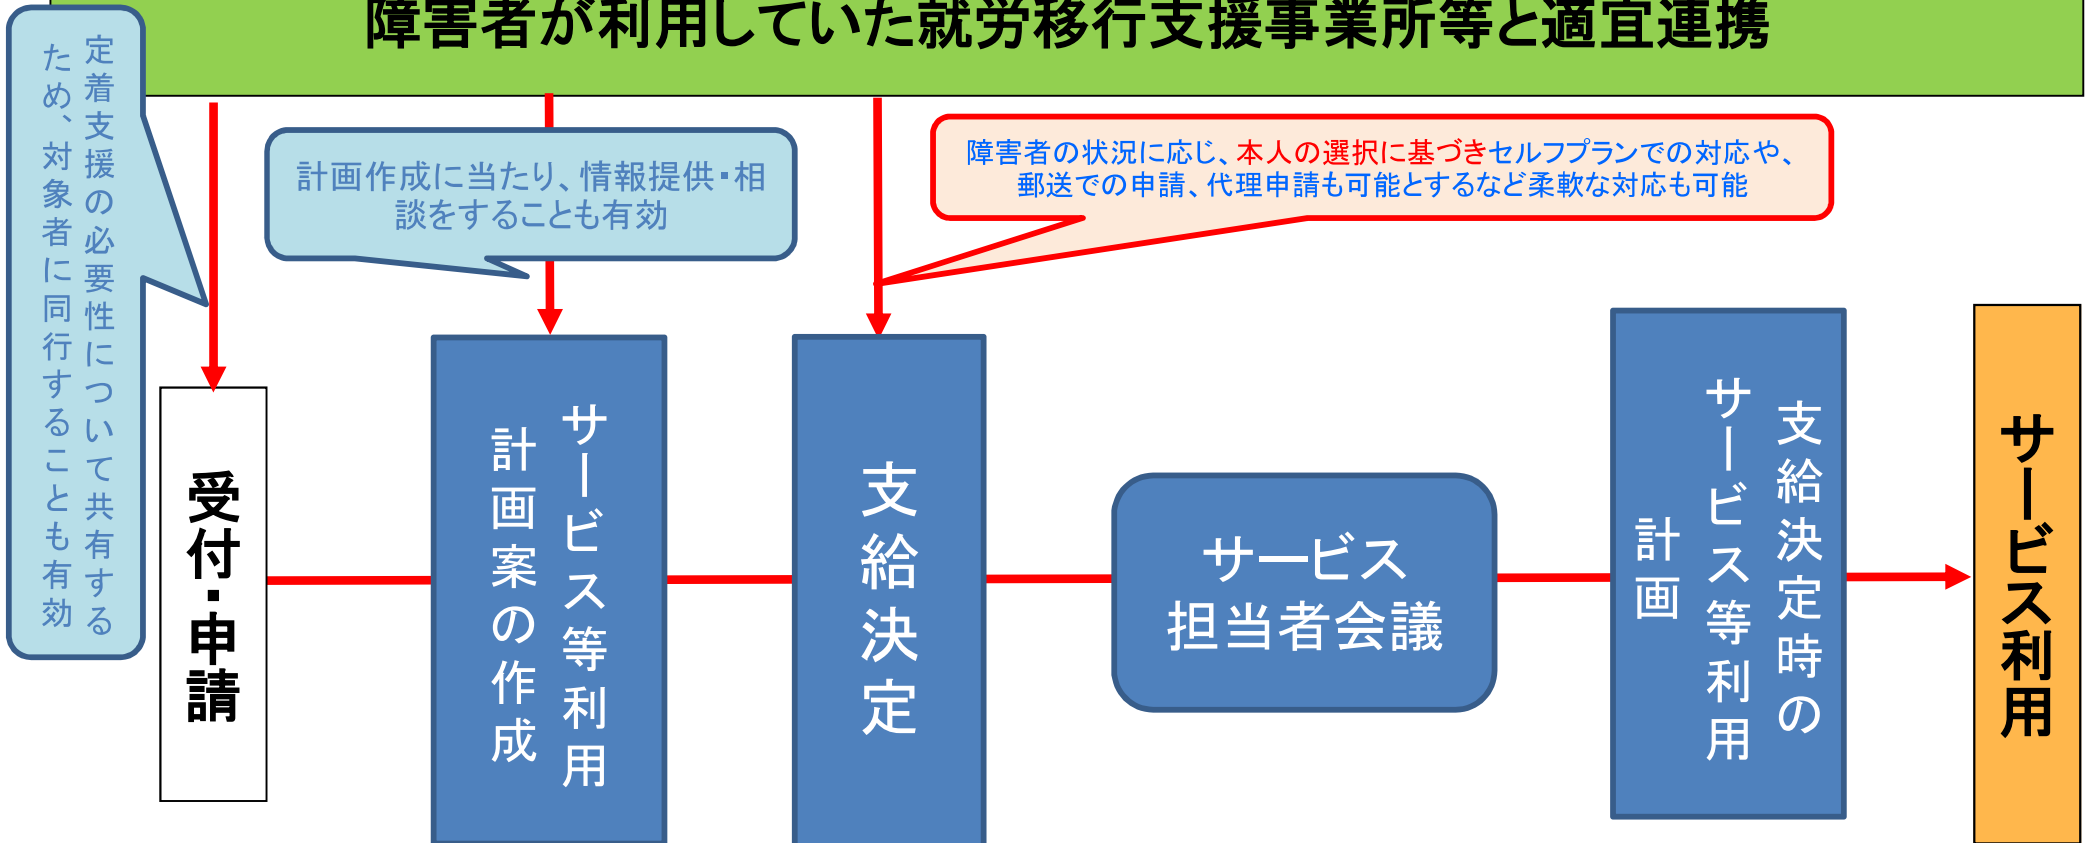 障害者が利用していた就労移行支援事業所等と適宜連携
定着支援の必要性について共有する
ため、対象者に同行することも有効
計画作成に当たり、情報提供・相
談をすることも有効
障害者の状況に応じ、本人の選択に基づきセルフプランでの対応や、
郵送での申請、代理申請も可能とするなど柔軟な対応も可能
受付・申請
サービス等利用
計画案の作成
支給決定
サービス
担当者会議
支給決定時の
サービス等利用
計画
サービス利用